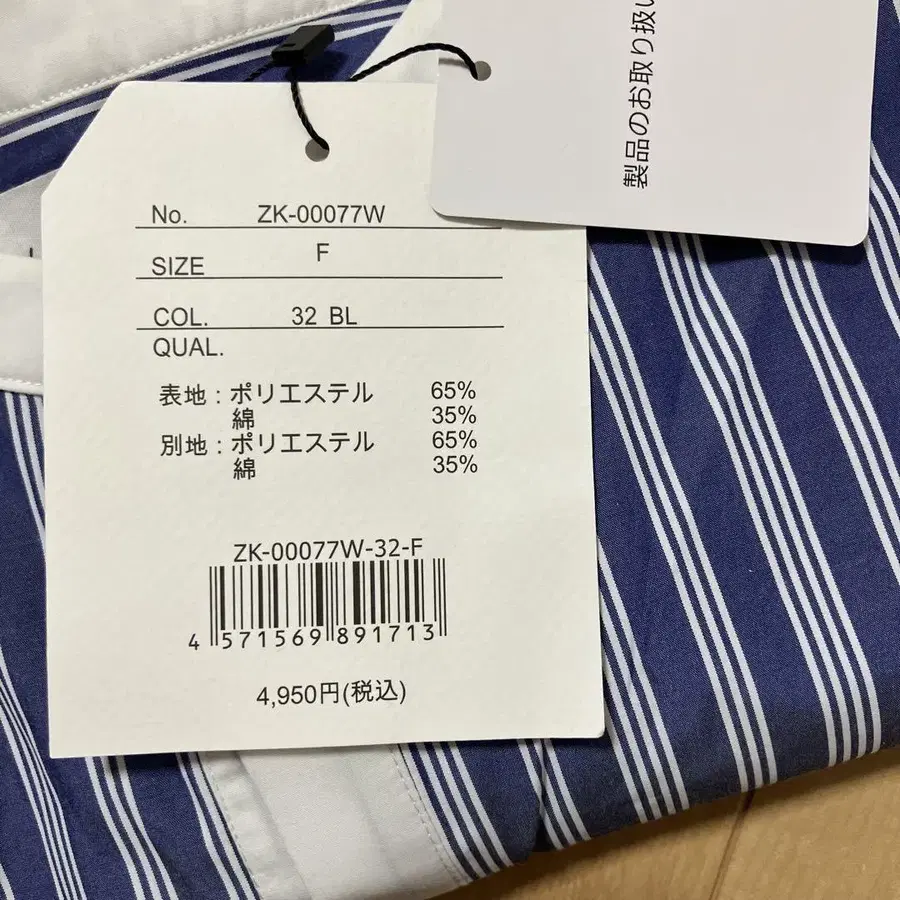 製品のお取り扱い
No. ZK-00077W
SIZE F
COL. 32 BL
QUAL.
表地：ポリエステル 65%
綿 35%
別地：ポリエステル 65%
綿 35%
ZK-00077W-32-F
4 571569 891713
4,950円(税込)